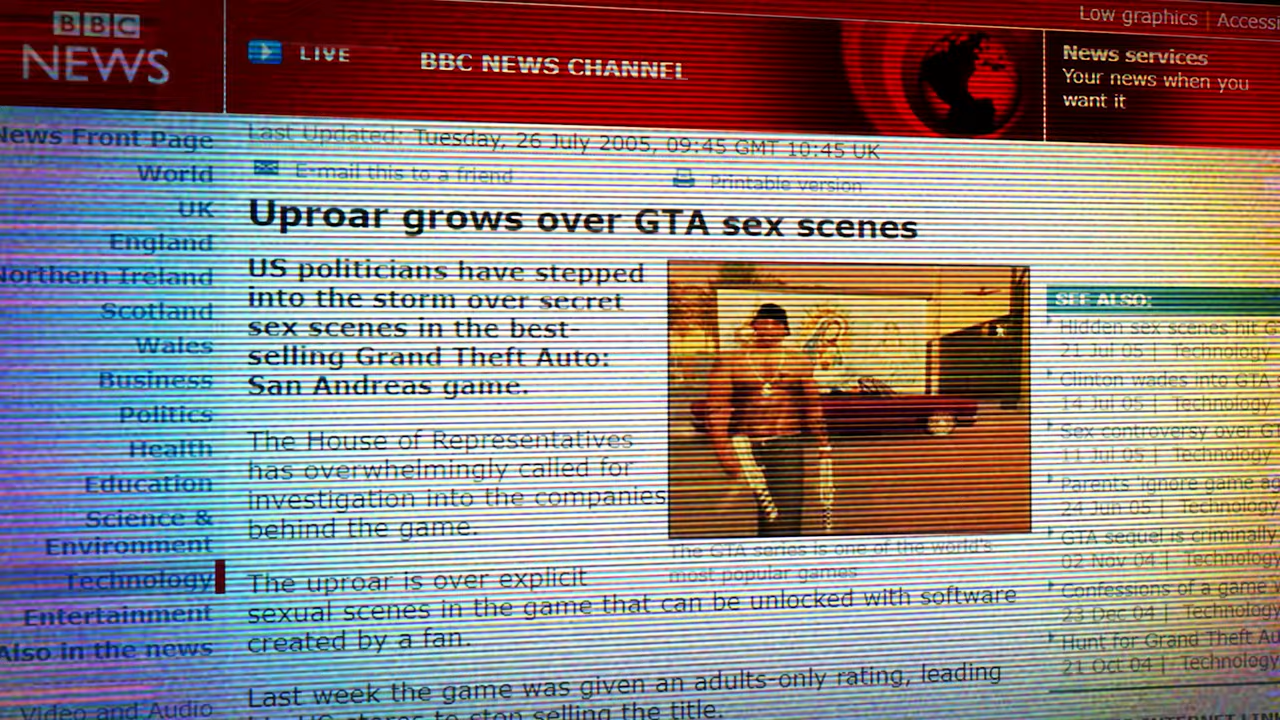 BBC
NEWS
LIVE
BBC NEWS CHANNEL
Low graphics |
News services
Your news when you
want it
News Front Page
World
UK
England
Northern Ireland
Scotland
Wales
Business
Politics
Health
Education
Science &
Environment
Technology
Entertainment
Also in the news
Video and Audio
Last Updated: Tuesday, 26 July 2005, 09:45 GMT 10:45 UK
E-mail this to a friend
Printable version
Uproar grows over GTA sex scenes
US politicians have stepped
into the storm over secret
sex scenes in the best-
selling Grand Theft Auto:
San Andreas game.
The House of Representatives
has overwhelmingly called for
investigation into the companies
behind the game.
The GTA series is one of the world's
most popular games
The uproar is over explicit
sexual scenes in the game that can be unlocked with software
created by a fan.
Last week the game was given an adults-only rating, leading
US stores to stop selling the title.
SEE ALSO:
Hidden sex scenes hit
21 Jul 05 | Technology
Clinton wades into GTA
14 Jul 05 | Technology
Sex controversy over
11 Jul 05 | Technology
Parents 'ignore game
24 Jun 05 | Technology
GTA sequel is criminally
02 Nov 04 | Technology
Confessions of a game
23 Dec 04 | Technology
Hunt for Grand Theft
21 Oct 04 | Technology